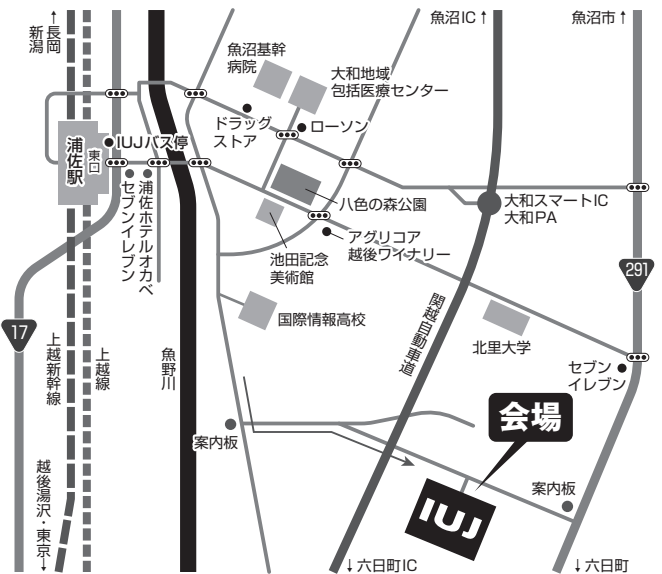 ↑長岡
新潟
魚沼IC↑
魚沼市↑
魚沼基幹
病院
大和地域
包括医療センター
ドラッグ
ストア
ローソン
IUJバス停
浦佐駅
東口
浦佐ホテルオカベ
セブンイレブン
八色の森公園
大和スマートIC
大和PA
アグリコア
越後ワイナリー
池田記念
美術館
291
17
国際情報高校
関越自動車道
北里大学
上越新幹線
上越線
魚野川
セブン
イレブン
会場
案内板
案内板
IUJ
越後湯沢・東京→
↓六日町IC
↓六日町